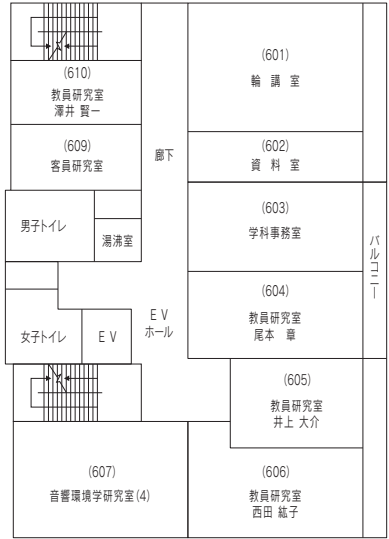 (610)
教員研究室
澤井 賢一
(609)
客員研究室
男子トイレ
湯沸室
女子トイレ
E V
廊下
E V
ホール
(601)
輪 講 室
(602)
資 料 室
(603)
学科事務室
(604)
教員研究室
尾本 章
(605)
教員研究室
井上 大介
(606)
教員研究室
西田 紘子
(607)
音響環境学研究室(4)
バルコニー